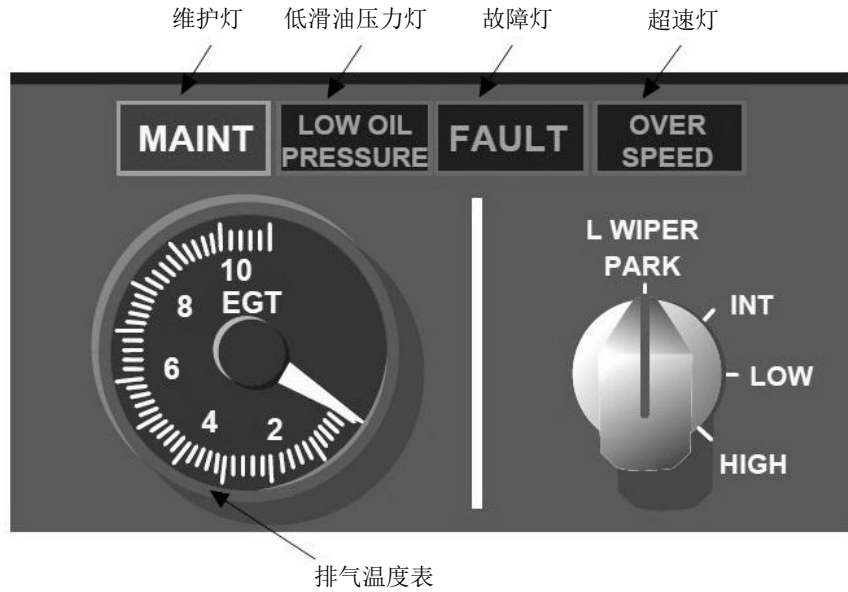 维护灯
低滑油压力灯
故障灯
超速灯
MAINT
LOW OIL
PRESSURE
FAULT
OVER
SPEED
10
8
EGT
6
4
2
L WIPER
PARK
INT
LOW
HIGH
排气温度表